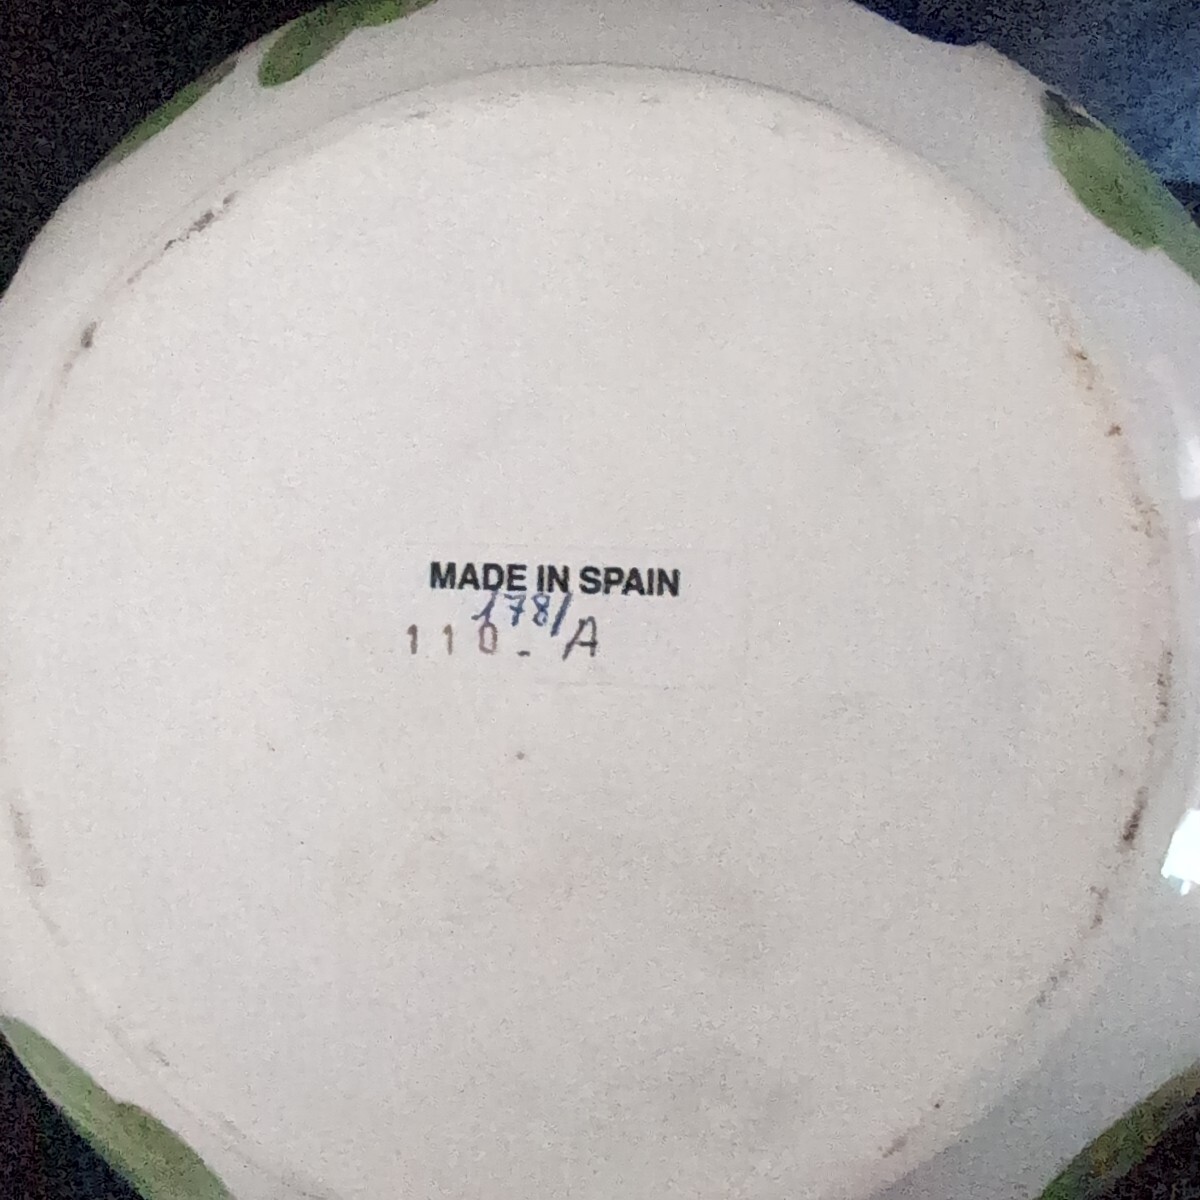 MADE IN SPAIN
178/
110- A